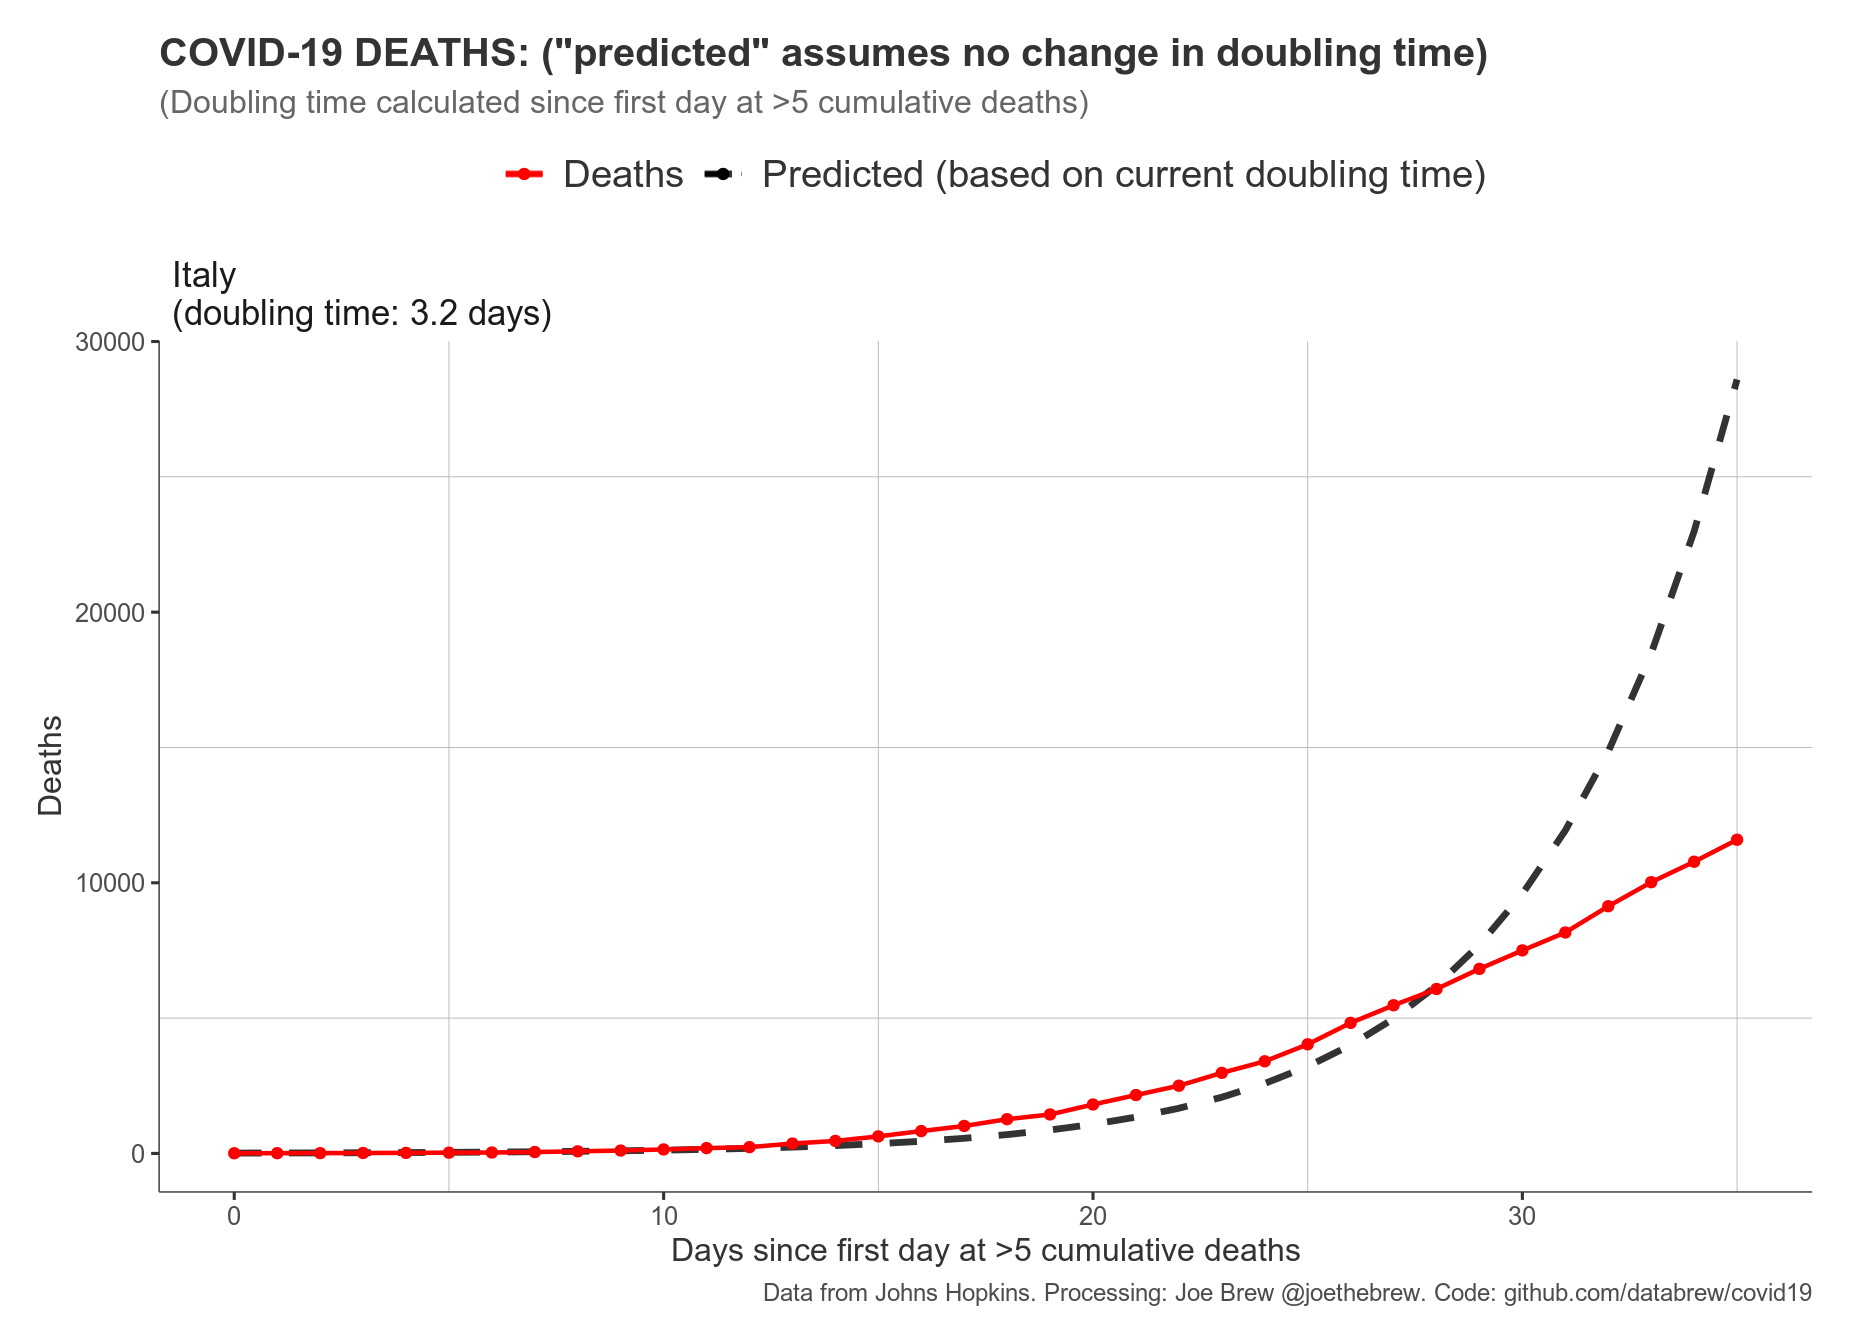 COVID-19 DEATHS: ("predicted" assumes no change in doubling time)
(Doubling time calculated since first day at >5 cumulative deaths)
Deaths Predicted (based on current doubling time)
Italy
(doubling time: 3.2 days)
30000
20000
10000
0
Deaths
0 10 20 30
Days since first day at >5 cumulative deaths
Data from Johns Hopkins. Processing: Joe Brew @joethebrew. Code: github.com/databrew/covid19